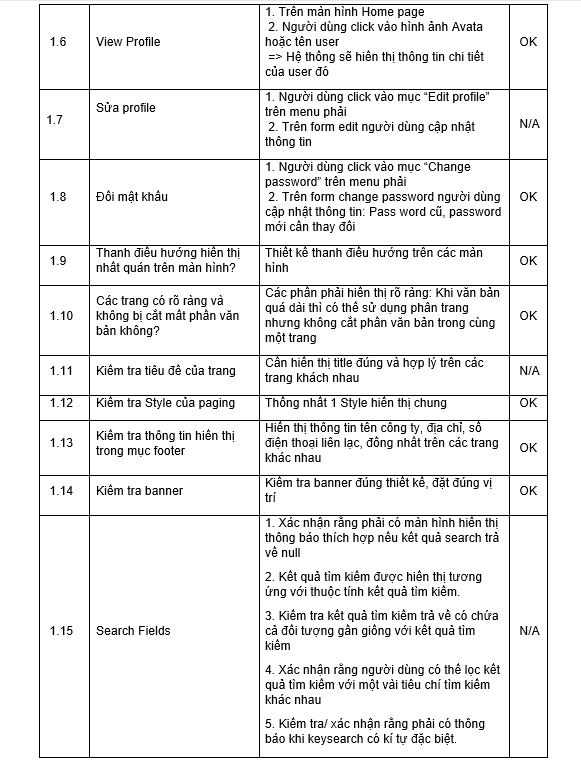 1.6
View Profile
1. Trên màn hình Home page
2. Người dùng click vào hình ảnh Avata
hoặc tên user
=> Hệ thống sẽ hiển thị thông tin chi tiết
của user đó
OK
1.7
Sửa profile
1. Người dùng click vào mục “Edit profile”
trên menu phải
2. Trên form edit người dùng cập nhật
thông tin
N/A
1.8
Đổi mật khẩu
1. Người dùng click vào mục “Change
password” trên menu phải
2. Trên form change password người dùng
cập nhật thông tin: Pass word cũ, password
mới cần thay đổi
OK
1.9
Thanh điều hướng hiển thị
nhất quán trên màn hình?
Thiết kế thanh điều hướng trên các màn
hình
OK
1.10
Các trang có rõ ràng và
không bị cắt mất phần văn
bản không?
Các phần phải hiển thị rõ ràng: Khi văn bản
quá dài thì có thể sử dụng phân trang
nhưng không cắt phần văn bản trong cùng
một trang
OK
1.11
Kiểm tra tiêu đề của trang
Cần hiển thị title đúng và hợp lý trên các
trang khách nhau
N/A
1.12
Kiểm tra Style của paging
Thống nhất 1 Style hiển thị chung
OK
1.13
Kiểm tra thông tin hiển thị
trong mục footer
Hiển thị thông tin tên công ty, địa chỉ, số
điện thoại liên lạc, đồng nhất trên các trang
khác nhau
OK
1.14
Kiểm tra banner
Kiểm tra banner đúng thiết kế, đặt đúng vị
trí
OK
1.15
Search Fields
1. Xác nhận rằng phải có màn hình hiển thị
thông báo thích hợp nếu kết quả search trả
về null
2. Kết quả tìm kiếm được hiển thị tương
ứng với thuộc tính kết quả tìm kiếm.
3. Kiểm tra kết quả tìm kiếm trả về có chứa
cả đối tượng gần giống với kết quả tìm
kiếm
4. Xác nhận rằng người dùng có thể lọc kết
quả tìm kiếm với một vài tiêu chí tìm kiếm
khác nhau
5. Kiểm tra/ xác nhận rằng phải có thông
báo khi keysearch có kí tự đặc biệt.
N/A